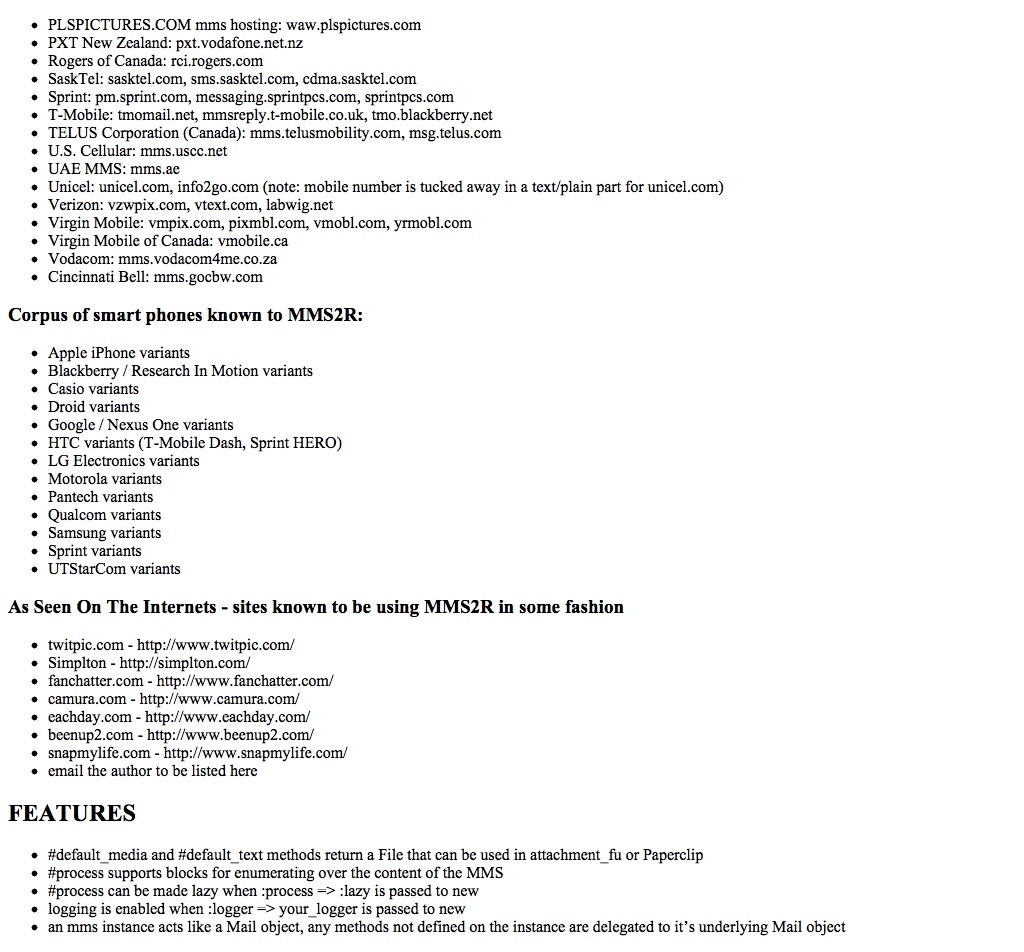 • PLSPICTURES.COM mms hosting: waw.plspictures.com
• PXT New Zealand: pxt.vodafone.net.nz
• Rogers of Canada: rci.rogers.com
• SaskTel: sasktel.com, sms.sasktel.com, cdma.sasktel.com
• Sprint: pm.sprint.com, messaging.sprintpcs.com, sprintpcs.com
• T-Mobile: tmomail.net, mmsreply.t-mobile.co.uk, tmo.blackberry.net
• TELUS Corporation (Canada): mms.telusmobility.com, msg.telus.com
• U.S. Cellular: mms.uscc.net
• UAE MMS: mms.ae
• Unicel: unicel.com, info2go.com (note: mobile number is tucked away in a text/plain part for unicel.com)
• Verizon: vzwpix.com, vtext.com, labwig.net
• Virgin Mobile: vmpix.com, pixmbl.com, vmobl.com, yrmobl.com
• Virgin Mobile of Canada: vmobile.ca
• Vodacom: mms.vodacom4me.co.za
• Cincinnati Bell: mms.gocbw.com
Corpus of smart phones known to MMS2R:
• Apple iPhone variants
• Blackberry / Research In Motion variants
• Casio variants
• Droid variants
• Google / Nexus One variants
• HTC variants (T-Mobile Dash, Sprint HERO)
• LG Electronics variants
• Motorola variants
• Pantech variants
• Qualcom variants
• Samsung variants
• Sprint variants
• UTStarCom variants
As Seen On The Internets - sites known to be using MMS2R in some fashion
• twitpic.com - http://www.twitpic.com/
• Simplton - http://simplton.com/
• fanchatter.com - http://www.fanchatter.com/
• camura.com - http://www.camura.com/
• eachday.com - http://www.eachday.com/
• beenup2.com - http://www.beenup2.com/
• snapmylife.com - http://www.snapmylife.com/
• email the author to be listed here
FEATURES
• #default_media and #default_text methods return a File that can be used in attachment_fu or Paperclip
• #process supports blocks for enumerating over the content of the MMS
• #process can be made lazy when :process => :lazy is passed to new
• logging is enabled when :logger => your_logger is passed to new
• an mms instance acts like a Mail object, any methods not defined on the instance are delegated to it’s underlying Mail object